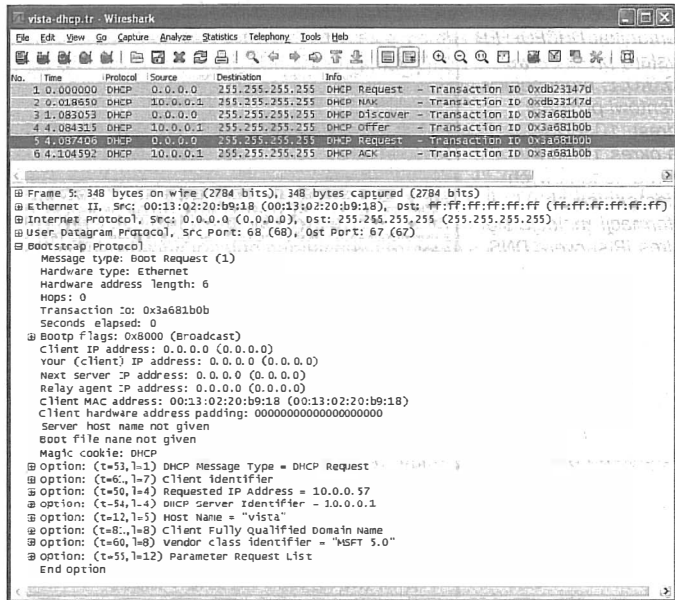 vista-dhcp.tr - Wireshark
File Edit View Go Capture Analyze Statistics Telephony Tools Help
No. Time Protocol Source Destination Info
1 0.000000 DHCP 0.0.0.0 255.255.255.255 DHCP Request - Transaction ID 0xdb23147d
2 0.018650 DHCP 10.0.0.1 255.255.255.255 DHCP NAK - Transaction ID 0xdb23147d
3 1.083053 DHCP 0.0.0.0 255.255.255.255 DHCP Discover - Transaction ID 0x3a681b0b
4 4.084315 DHCP 10.0.0.1 255.255.255.255 DHCP Offer - Transaction ID 0x3a681b0b
5 4.087406 DHCP 0.0.0.0 255.255.255.255 DHCP Request - Transaction ID 0x3a681b0b
6 4.104592 DHCP 10.0.0.1 255.255.255.255 DHCP ACK - Transaction ID 0x3a681b0b
Frame 5: 348 bytes on wire (2784 bits), 348 bytes captured (2784 bits)
Ethernet II, Src: 00:13:02:20:b9:18 (00:13:02:20:b9:18), Dst: ff:ff:ff:ff:ff:ff (ff:ff:ff:ff:ff:ff)
Internet Protocol, Src: 0.0.0.0 (0.0.0.0), Dst: 255.255.255.255 (255.255.255.255)
User Datagram Protocol, Src Port: 68 (68), Dst Port: 67 (67)
Bootstrap Protocol
Message type: Boot Request (1)
Hardware type: Ethernet
Hardware address length: 6
Hops: 0
Transaction ID: 0x3a681b0b
Seconds elapsed: 0
Bootp flags: 0x8000 (Broadcast)
Client IP address: 0.0.0.0 (0.0.0.0)
Your (client) IP address: 0.0.0.0 (0.0.0.0)
Next server IP address: 0.0.0.0 (0.0.0.0)
Relay agent IP address: 0.0.0.0 (0.0.0.0)
Client MAC address: 00:13:02:20:b9:18 (00:13:02:20:b9:18)
Client hardware address padding: 00000000000000000000
Server host name not given
Boot file name not given
Magic cookie: DHCP
Option: (t=53,l=1) DHCP Message Type = DHCP Request
Option: (t=61,l=7) Client identifier
Option: (t=50,l=4) Requested IP Address = 10.0.0.57
Option: (t=54,l=4) DHCP Server Identifier = 10.0.0.1
Option: (t=12,l=5) Host Name = "vista"
Option: (t=81,l=8) Client Fully Qualified Domain Name
Option: (t=60,l=8) Vendor class identifier = "MSFT 5.0"
Option: (t=55,l=12) Parameter Request List
End Option